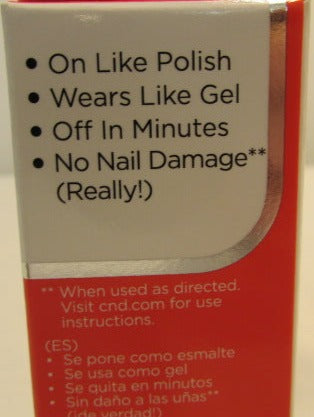 • On Like Polish
• Wears Like Gel
• Off In Minutes
• No Nail Damage**
(Really!)
** When used as directed.
Visit cnd.com for use
instructions.
(ES)
• Se pone como esmalte
• Se usa como gel
• Se quita en minutos
• Sin daño a las uñas**
(¡de verdad!)